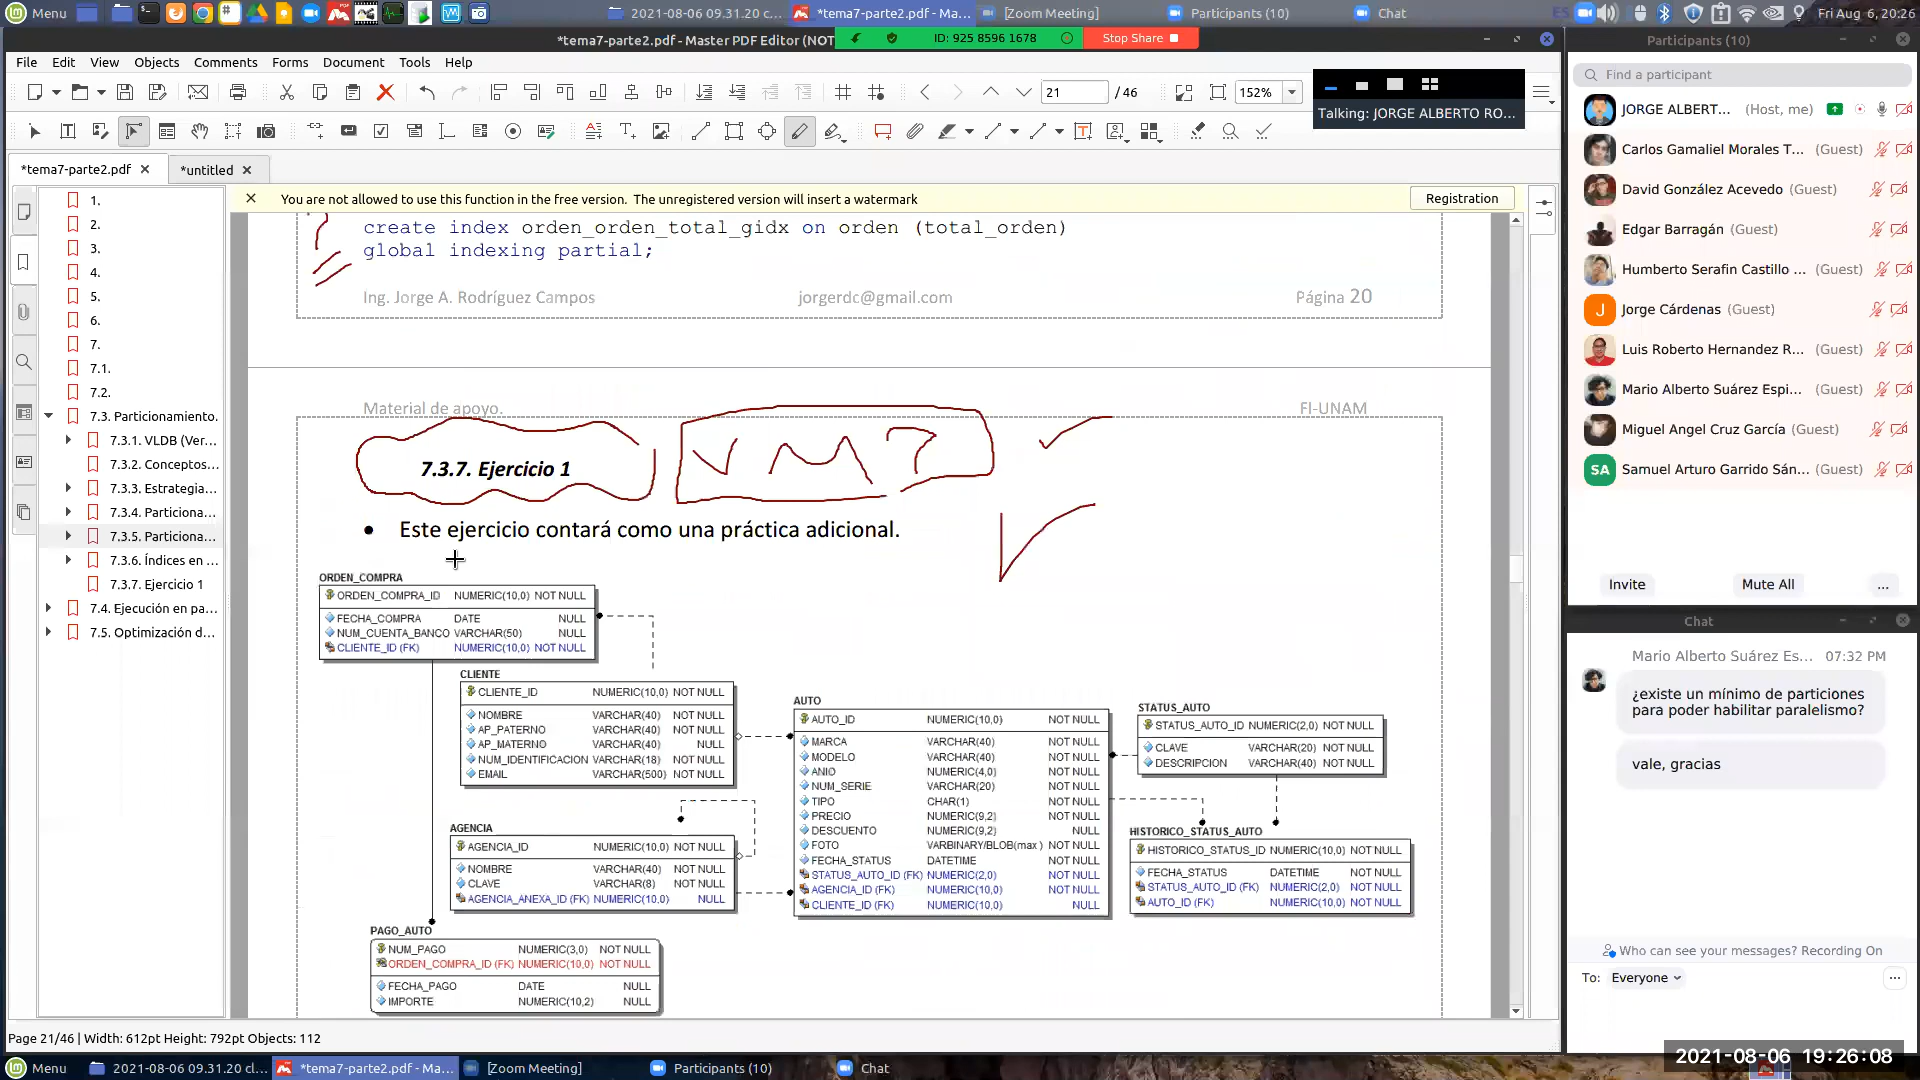 Menu
2021-08-06 09.31.20 c...
*tema7-parte2.pdf - Ma...
[Zoom Meeting]
Participants (10)
Chat
ES
Fri Aug 6, 20:26
*tema7-parte2.pdf - Master PDF Editor (NOT
ID: 925 8596 1678
Stop Share
File Edit View Objects Comments Forms Document Tools Help
21 / 46
152%
Talking: JORGE ALBERTO RO...
*tema7-parte2.pdf
*untitled
You are not allowed to use this function in the free version. The unregistered version will insert a watermark
Registration
1.
2.
3.
4.
5.
6.
7.
7.1.
7.2.
7.3. Particionamiento.
7.3.1. VLDB (Ver...
7.3.2. Conceptos...
7.3.3. Estrategia...
7.3.4. Particiona...
7.3.5. Particiona...
7.3.6. Índices en ...
7.3.7. Ejercicio 1
7.4. Ejecución en pa...
7.5. Optimización d...
create index orden_orden_total_gidx on orden (total_orden)
global indexing partial;
Ing. Jorge A. Rodríguez Campos jorgerdc@gmail.com Página 20
Material de apoyo. FI-UNAM
7.3.7. Ejercicio 1
VM?
• Este ejercicio contará como una práctica adicional.
ORDEN_COMPRA
ORDEN_COMPRA_ID NUMERIC(10,0) NOT NULL
FECHA_COMPRA DATE NULL
NUM_CUENTA_BANCO VARCHAR(50) NULL
CLIENTE_ID (FK) NUMERIC(10,0) NOT NULL
CLIENTE
CLIENTE_ID NUMERIC(10,0) NOT NULL
NOMBRE VARCHAR(40) NOT NULL
AP_PATERNO VARCHAR(40) NOT NULL
AP_MATERNO VARCHAR(40) NULL
NUM_IDENTIFICACION VARCHAR(18) NOT NULL
EMAIL VARCHAR(500) NOT NULL
AGENCIA
AGENCIA_ID NUMERIC(10,0) NOT NULL
NOMBRE VARCHAR(40) NOT NULL
CLAVE VARCHAR(8) NOT NULL
AGENCIA_ANEXA_ID (FK) NUMERIC(10,0) NULL
PAGO_AUTO
NUM_PAGO NUMERIC(3,0) NOT NULL
ORDEN_COMPRA_ID (FK) NUMERIC(10,0) NOT NULL
FECHA_PAGO DATE NULL
IMPORTE NUMERIC(10,2) NULL
AUTO
AUTO_ID NUMERIC(10,0) NOT NULL
MARCA VARCHAR(40) NOT NULL
MODELO VARCHAR(40) NOT NULL
ANIO NUMERIC(4,0) NOT NULL
NUM_SERIE VARCHAR(20) NOT NULL
TIPO CHAR(1) NOT NULL
PRECIO NUMERIC(9,2) NOT NULL
DESCUENTO NUMERIC(9,2) NULL
FOTO VARBINARY/BLOB(max) NOT NULL
FECHA_STATUS DATETIME NOT NULL
STATUS_AUTO_ID (FK) NUMERIC(2,0) NOT NULL
AGENCIA_ID (FK) NUMERIC(10,0) NOT NULL
CLIENTE_ID (FK) NUMERIC(10,0) NULL
STATUS_AUTO
STATUS_AUTO_ID NUMERIC(2,0) NOT NULL
CLAVE VARCHAR(20) NOT NULL
DESCRIPCION VARCHAR(40) NOT NULL
HISTORICO_STATUS_AUTO
HISTORICO_STATUS_ID NUMERIC(10,0) NOT NULL
FECHA_STATUS DATETIME NOT NULL
STATUS_AUTO_ID (FK) NUMERIC(2,0) NOT NULL
AUTO_ID (FK) NUMERIC(10,0) NOT NULL
Page 21/46 | Width: 612pt Height: 792pt Objects: 112
Participants (10)
Find a participant
JORGE ALBERT... (Host, me)
Carlos Gamaliel Morales T... (Guest)
David González Acevedo (Guest)
Edgar Barragán (Guest)
Humberto Serafin Castillo ... (Guest)
J Jorge Cárdenas (Guest)
Luis Roberto Hernandez R... (Guest)
Mario Alberto Suárez Espi... (Guest)
Miguel Angel Cruz García (Guest)
SA Samuel Arturo Garrido Sán... (Guest)
Invite Mute All ...
Chat
Mario Alberto Suárez Es... 07:32 PM
¿existe un mínimo de particiones
para poder habilitar paralelismo?
vale, gracias
Who can see your messages? Recording On
To: Everyone
Menu
2021-08-06 09.31.20 cl...
*tema7-parte2.pdf - Ma...
[Zoom Meeting]
Participants (10)
Chat
2021-08-06 19:26:08